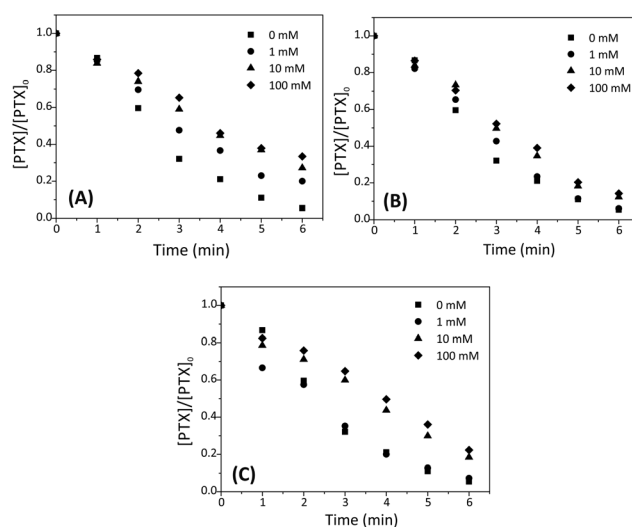 1.0
0.8
0.6
0.4
0.2
0.0
[PTX]/[PTX]0
0 mM
1 mM
10 mM
100 mM
(A)
0 1 2 3 4 5 6
Time (min)
1.0
0.8
0.6
0.4
0.2
0.0
[PTX]/[PTX]0
0 mM
1 mM
10 mM
100 mM
(B)
0 1 2 3 4 5 6
Time (min)
1.0
0.8
0.6
0.4
0.2
0.0
[PTX]/[PTX]0
0 mM
1 mM
10 mM
100 mM
(C)
0 1 2 3 4 5 6
Time (min)